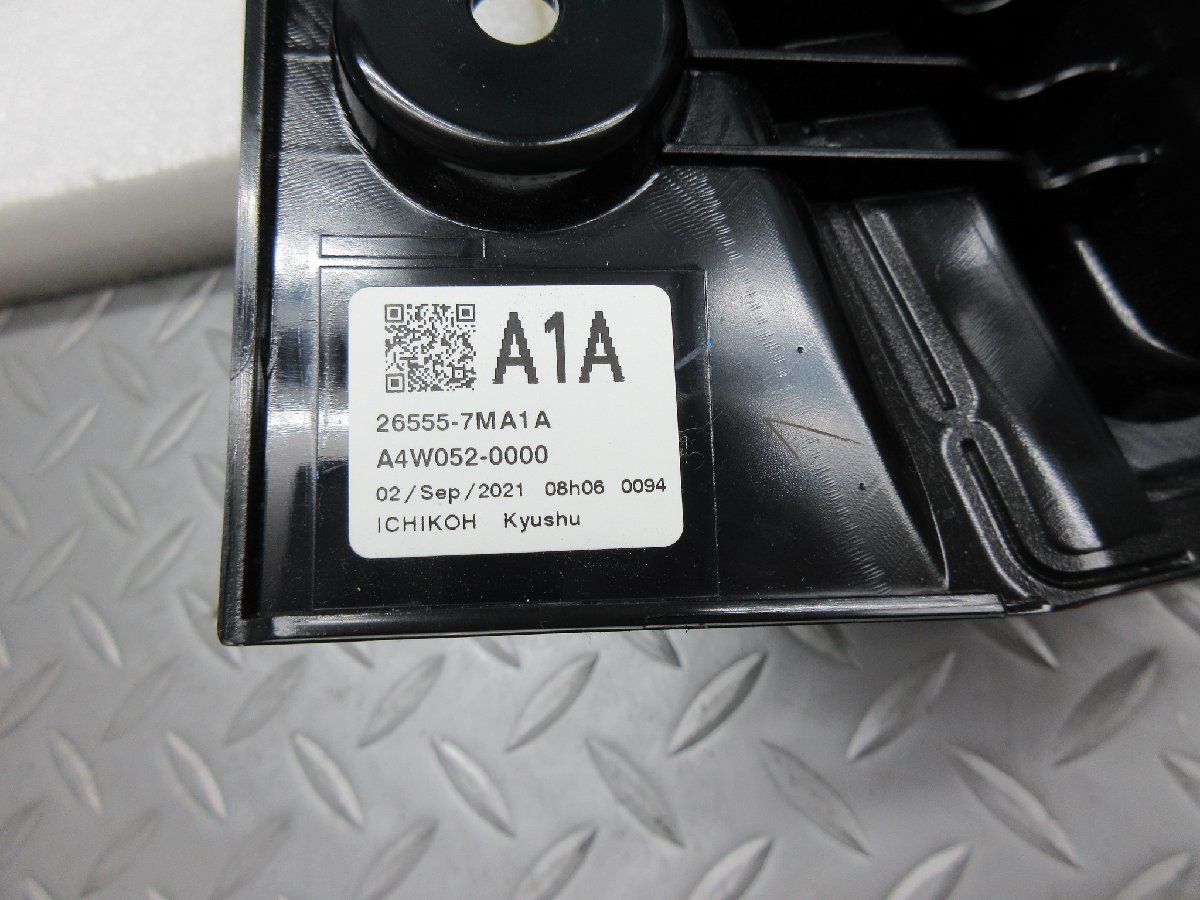 A1A
26555-7MA1A
A4W052-0000
02/Sep/2021 08h06 0094
ICHIKOH Kyushu